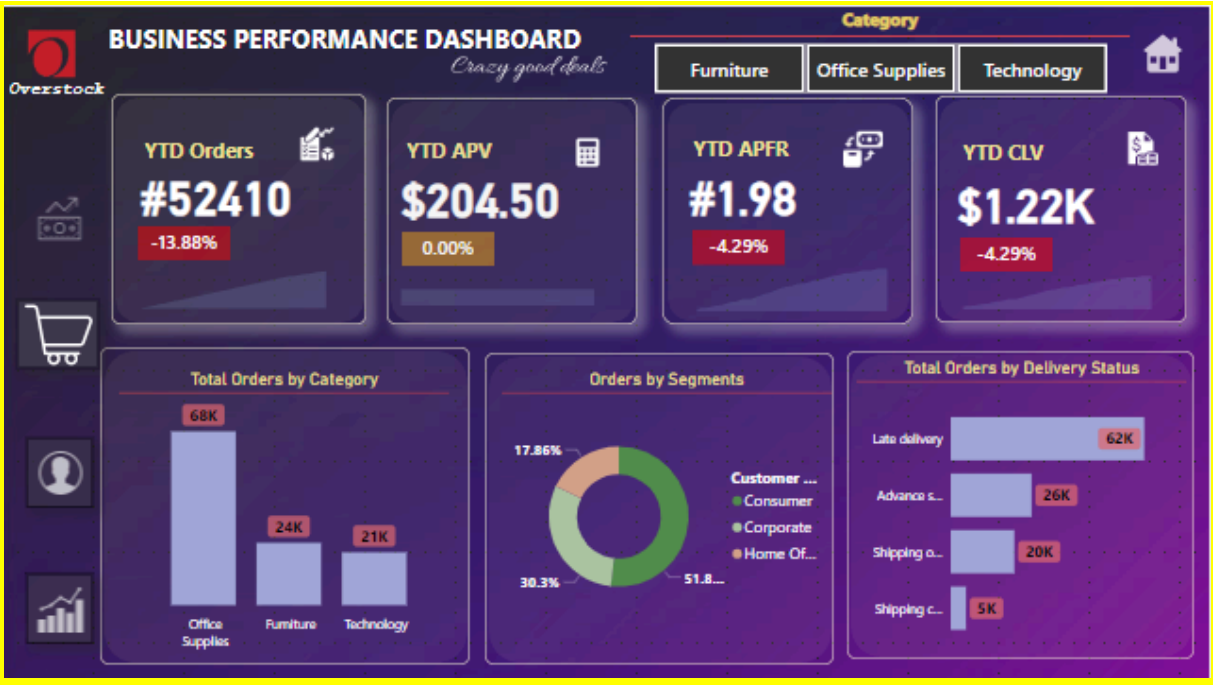 Category
BUSINESS PERFORMANCE DASHBOARD
Crazy good deals
Overstock
Furniture
Office Supplies
Technology
YTD Orders
#52410
-13.88%
YTD APV
$204.50
0.00%
YTD APFR
#1.98
-4.29%
YTD CLV
$1.22K
-4.29%
Total Orders by Category
68K
24K
21K
Office
Supplies
Furniture
Technology
Orders by Segments
17.86%
30.3%
51.8...
Customer ...
Consumer
Corporate
Home Of...
Total Orders by Delivery Status
Late delivery
62K
Advance s...
26K
Shipping o...
20K
Shipping c...
5K